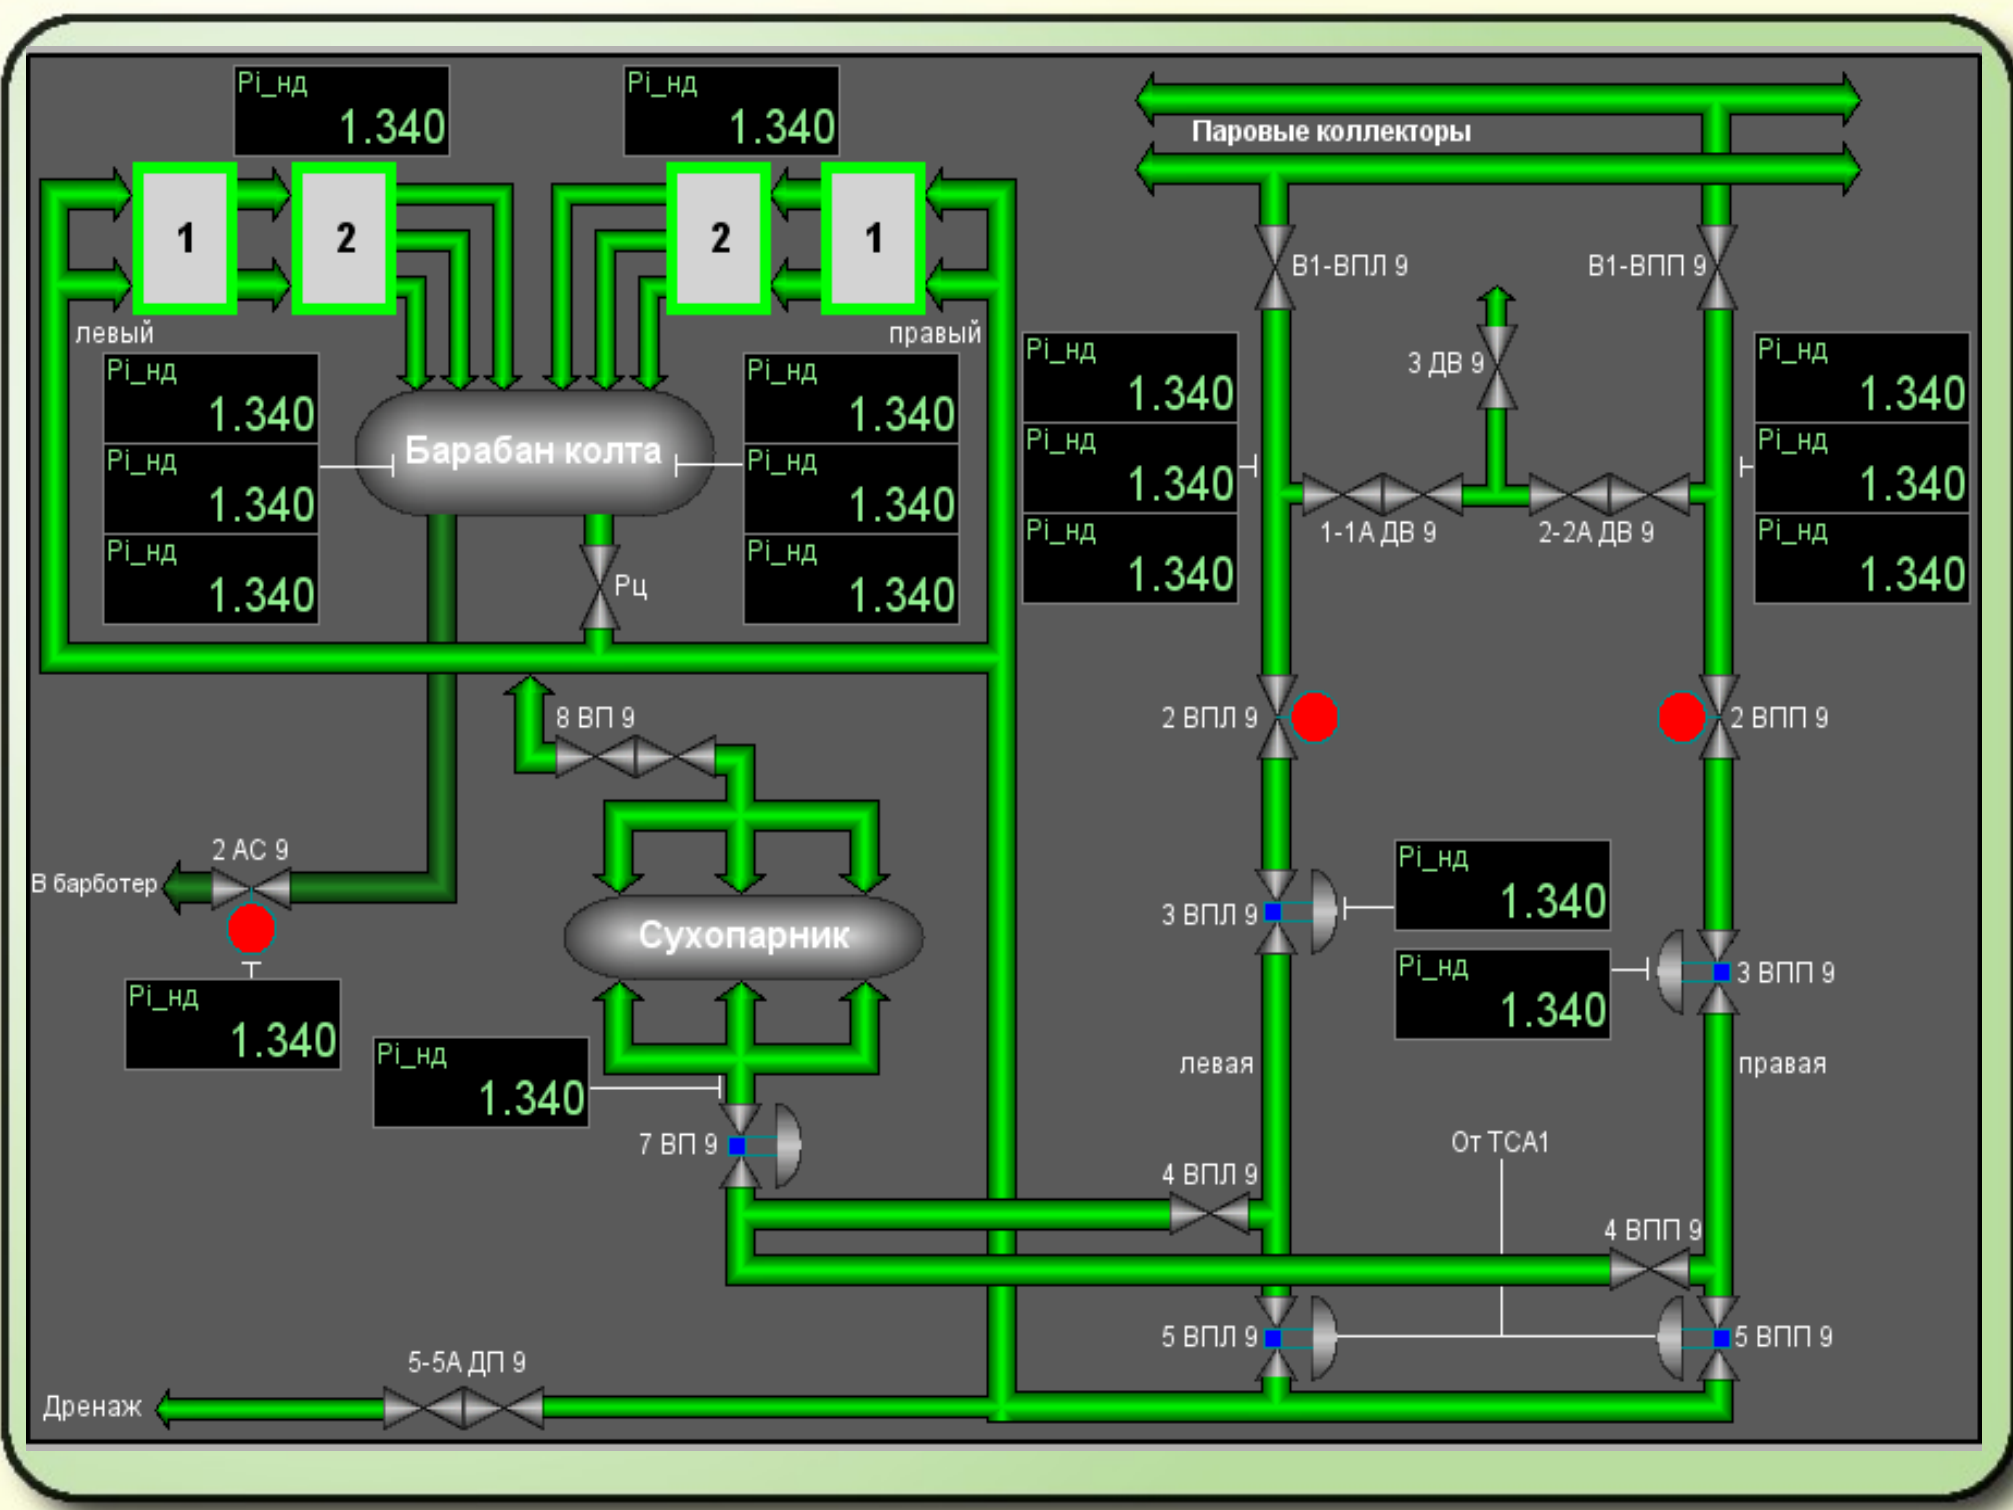 Pi_нд
1.340
Pi_нд
1.340
Паровые коллекторы
1
2
2
1
В1-ВПЛ 9
В1-ВПП 9
левый
правый
Pi_нд
1.340
Pi_нд
1.340
Pi_нд
1.340
Барабан колта
Pi_нд
1.340
Pi_нд
1.340
Pi_нд
1.340
Pi_нд
1.340
Pi_нд
1.340
Pi_нд
1.340
3 ДВ 9
Pi_нд
1.340
Pi_нд
1.340
Pi_нд
1.340
1-1А ДВ 9
2-2А ДВ 9
Рц
8 ВП 9
2 ВПЛ 9
2 ВПП 9
2 АС 9
В барботер
Pi_нд
1.340
3 ВПЛ 9
Сухопарник
Pi_нд
1.340
3 ВПП 9
Pi_нд
1.340
Pi_нд
1.340
левая
правая
7 ВП 9
От ТСА1
4 ВПЛ 9
4 ВПП 9
5 ВПЛ 9
5 ВПП 9
5-5А ДП 9
Дренаж